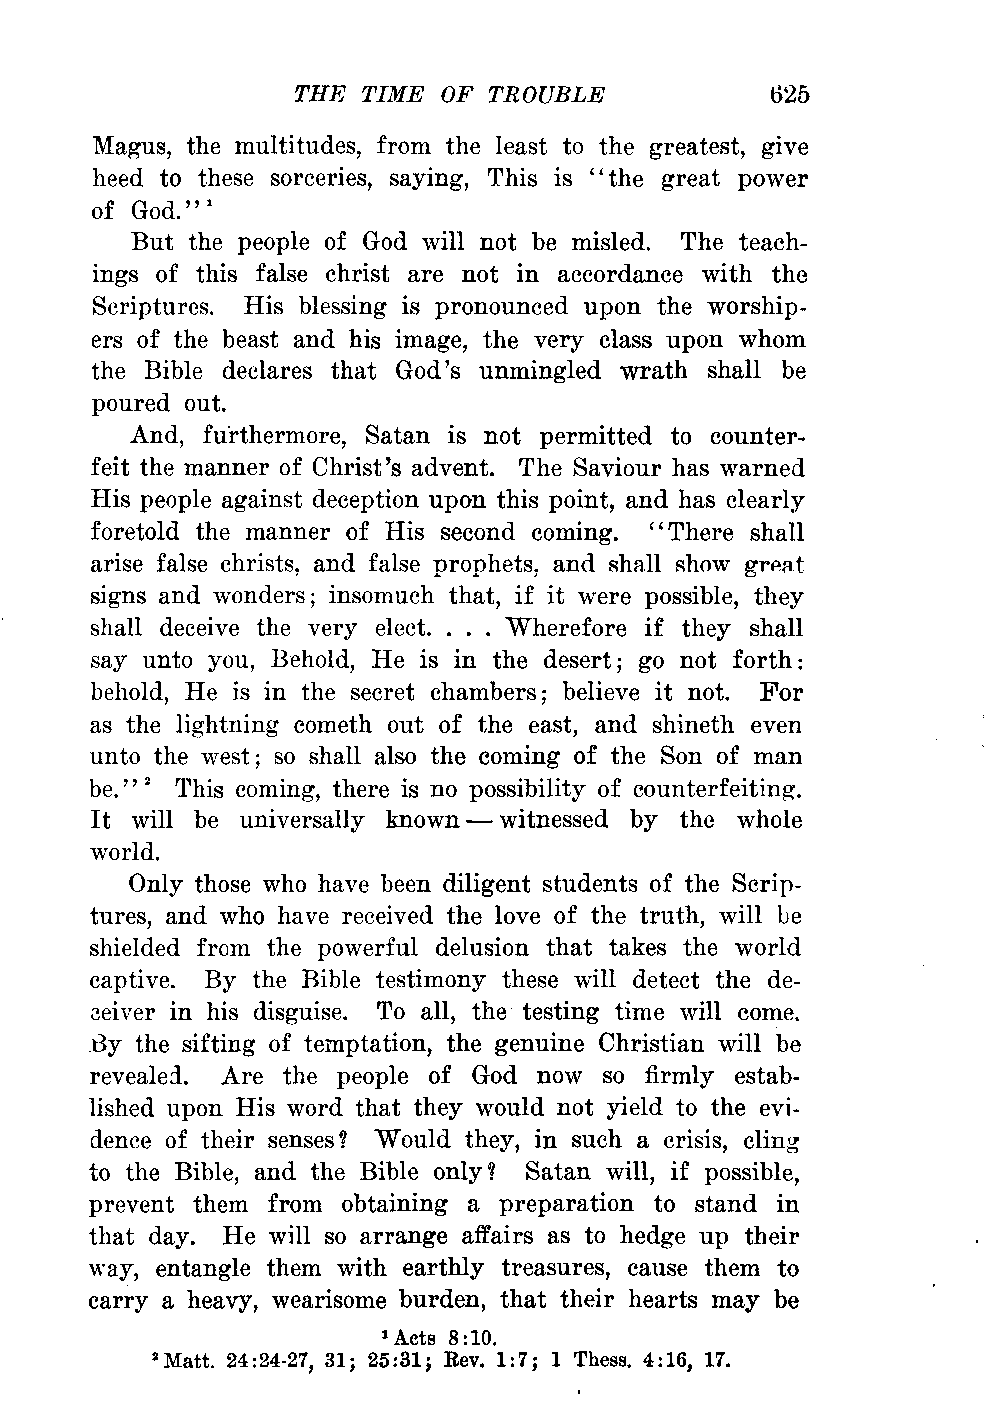 THE TIME OF TROUBLE 625
Magus, the multitudes, from the least to the greatest, give
heed to these sorceries, saying, This is "the great power
of God."¹
But the people of God will not be misled. The teach-
ings of this false christ are not in accordance with the
Scriptures. His blessing is pronounced upon the worship-
ers of the beast and his image, the very class upon whom
the Bible declares that God's unmingled wrath shall be
poured out.
And, furthermore, Satan is not permitted to counter-
feit the manner of Christ's advent. The Saviour has warned
His people against deception upon this point, and has clearly
foretold the manner of His second coming. "There shall
arise false christs, and false prophets, and shall show great
signs and wonders; insomuch that, if it were possible, they
shall deceive the very elect. . . . Wherefore if they shall
say unto you, Behold, He is in the desert; go not forth:
behold, He is in the secret chambers; believe it not. For
as the lightning cometh out of the east, and shineth even
unto the west; so shall also the coming of the Son of man
be."² This coming, there is no possibility of counterfeiting.
It will be universally known — witnessed by the whole
world.
Only those who have been diligent students of the Scrip-
tures, and who have received the love of the truth, will be
shielded from the powerful delusion that takes the world
captive. By the Bible testimony these will detect the de-
ceiver in his disguise. To all, the testing time will come.
By the sifting of temptation, the genuine Christian will be
revealed. Are the people of God now so firmly estab-
lished upon His word that they would not yield to the evi-
dence of their senses? Would they, in such a crisis, cling
to the Bible, and the Bible only? Satan will, if possible,
prevent them from obtaining a preparation to stand in
that day. He will so arrange affairs as to hedge up their
way, entangle them with earthly treasures, cause them to
carry a heavy, wearisome burden, that their hearts may be
¹ Acts 8:10.
² Matt. 24:24-27, 31; 25:31; Rev. 1:7; 1 Thess. 4:16, 17.